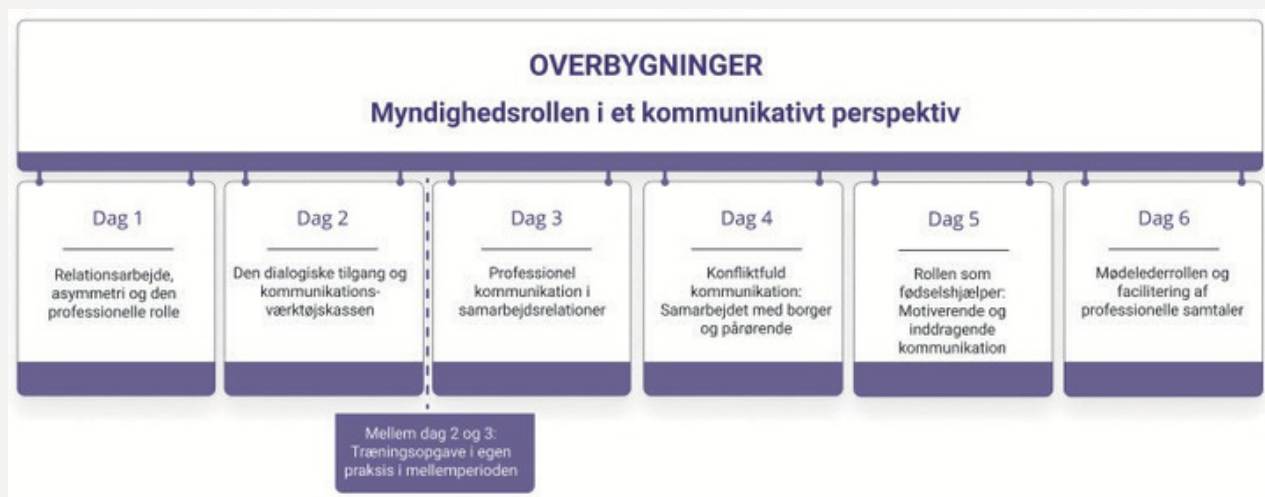 OVERBYGNINGER
Myndighedsrollen i et kommunikativt perspektiv
Dag 1
Relationsarbejde,
asymmetri og den
professionelle rolle
Dag 2
Den dialogiske tilgang og
kommunikations-
værktøjskassen
Dag 3
Professionel
kommunikation i
samarbejdsrelationer
Dag 4
Konfliktfuld
kommunikation:
Samarbejdet med borger
og pårørende
Dag 5
Rollen som
fødselshjælper:
Motiverende og
inddragende
kommunikation
Dag 6
Mødelederrollen og
facilitering af
professionelle samtaler
Mellem dag 2 og 3:
Træningsopgave i egen
praksis i mellemperioden